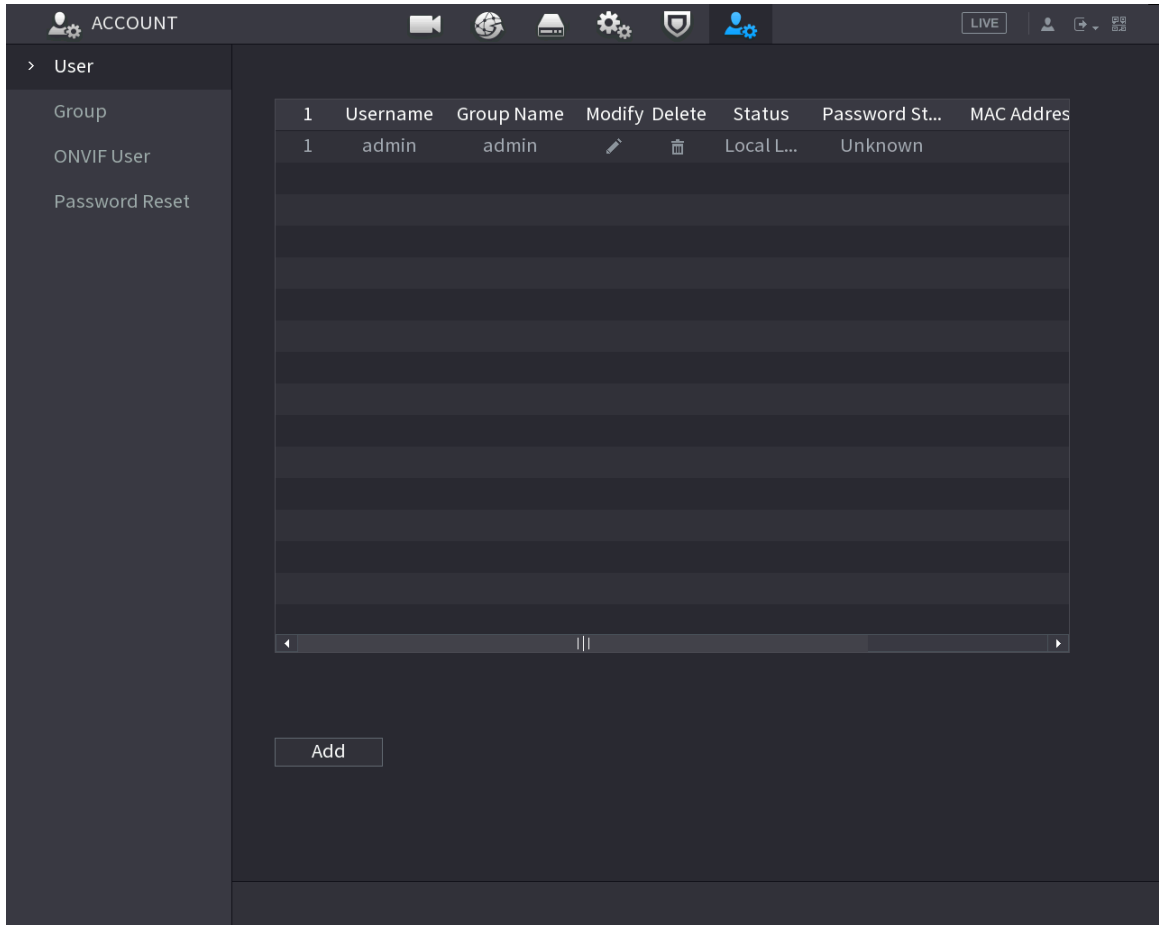 ACCOUNT
LIVE
User
Group
ONVIF User
Password Reset
1 Username Group Name Modify Delete Status Password St... MAC Addres
1 admin admin Local L... Unknown
Add